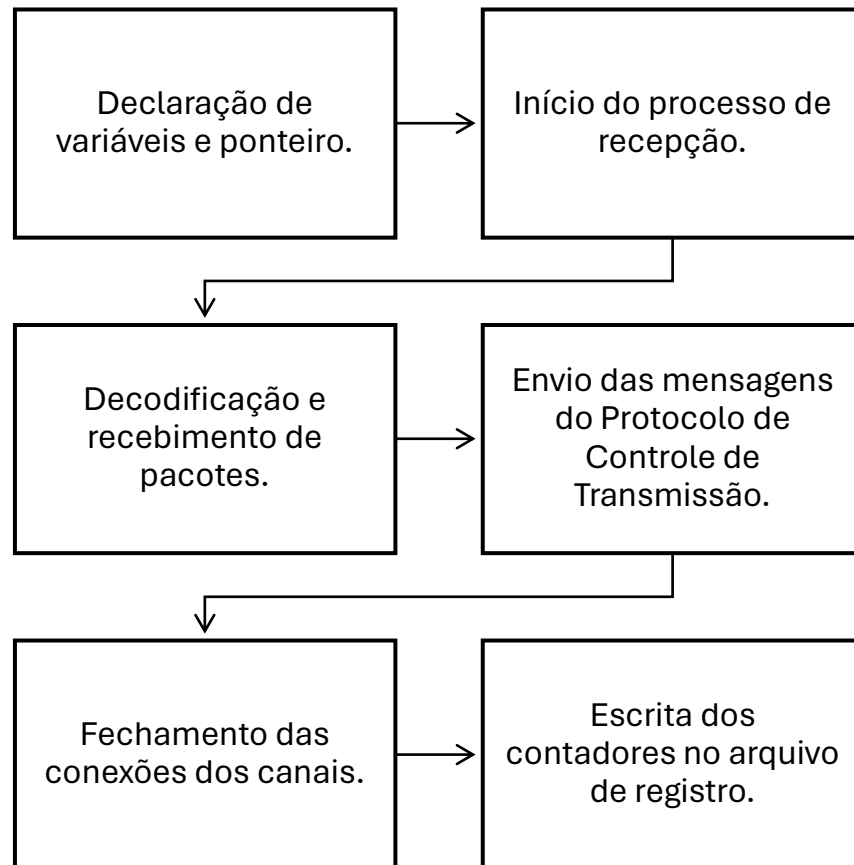 Declaração de
variáveis e ponteiro.
Início do processo de
recepção.
Decodificação e
recebimento de
pacotes.
Envio das mensagens
do Protocolo de
Controle de
Transmissão.
Fechamento das
conexões dos canais.
Escrita dos
contadores no arquivo
de registro.